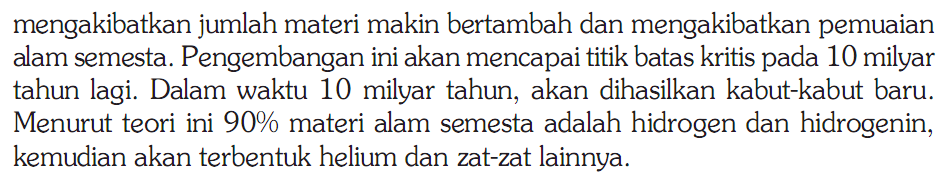 mengakibatkan jumlah materi makin bertambah dan mengakibatkan pemuaian
alam semesta. Pengembangan ini akan mencapai titik batas kritis pada 10 milyar
tahun lagi. Dalam waktu 10 milyar tahun, akan dihasilkan kabut-kabut baru.
Menurut teori ini 90% materi alam semesta adalah hidrogen dan hidrogenin,
kemudian akan terbentuk helium dan zat-zat lainnya.